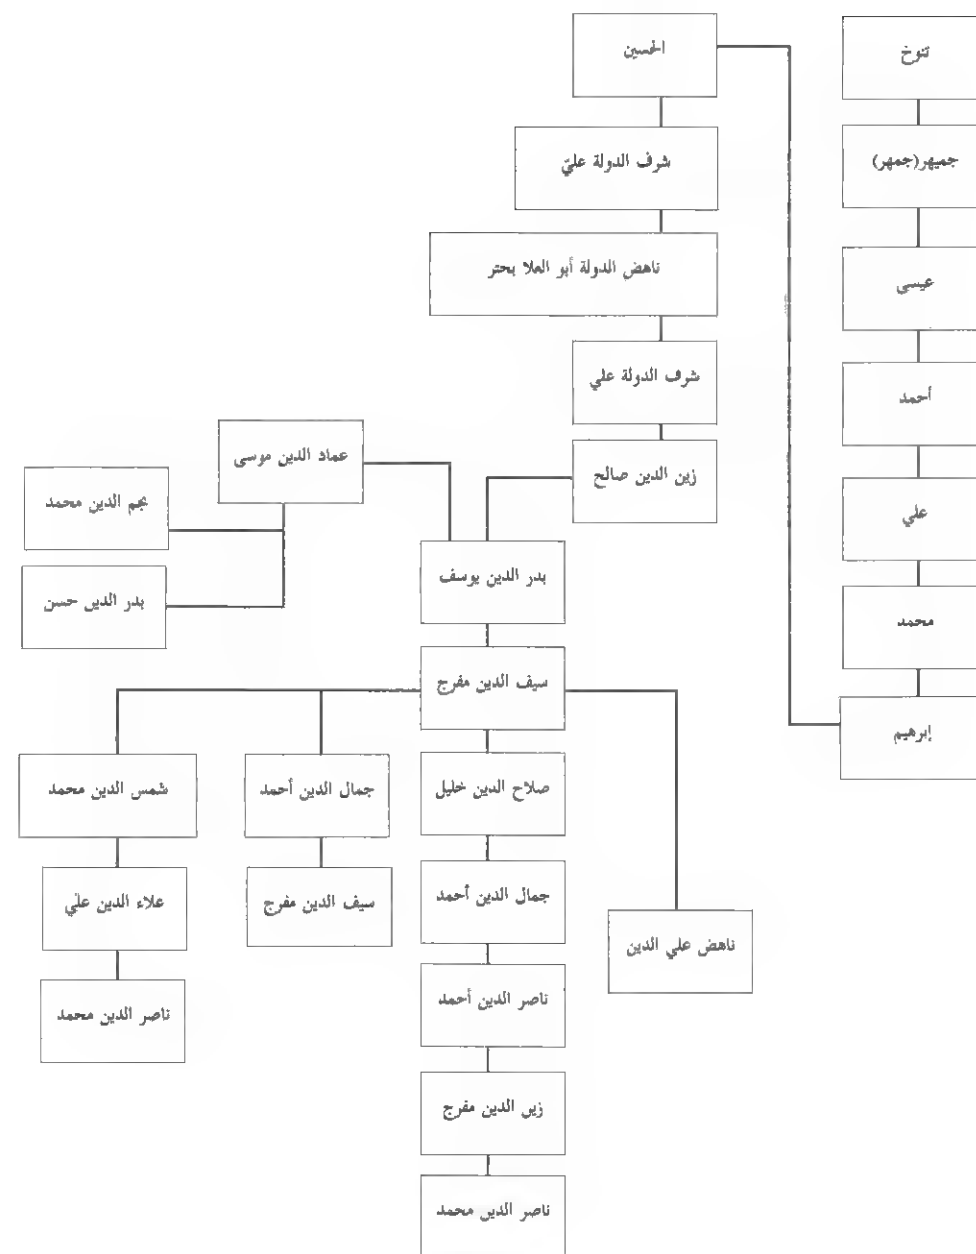 تنوخ
جميهر(جمهر)
عيسى
أحمد
علي
محمد
إبرهيم
الحسين
شرف الدولة عليّ
ناهض الدولة أبو العلا بحتر
شرف الدولة علي
زين الدين صالح
عماد الدين موسى
نجم الدين محمد
بدر الدين حسن
بدر الدين يوسف
سيف الدين مفرج
صلاح الدين خليل
جمال الدين أحمد
شمس الدين محمد
جمال الدين أحمد
سيف الدين مفرج
علاء الدين علّي
ناهض علي الدين
ناصر الدين أحمد
ناصر الدين محمد
زين الدين مفرج
ناصر الدين محمد